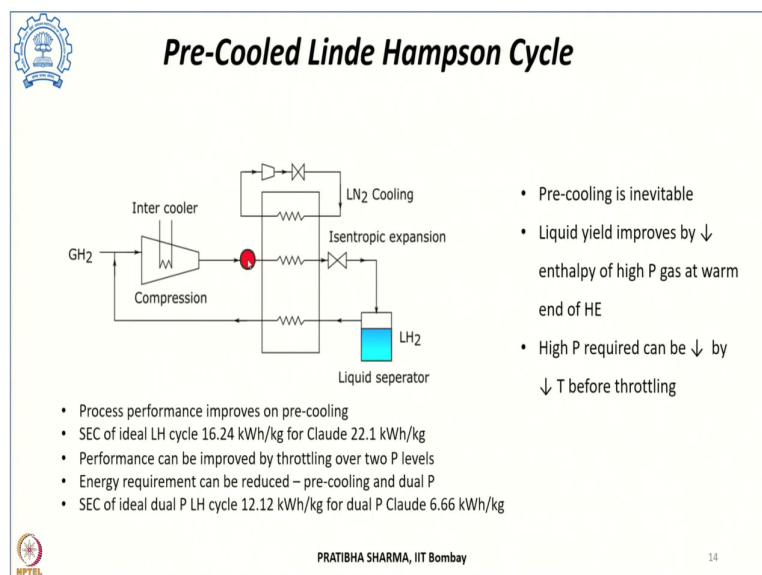 Pre-Cooled Linde Hampson Cycle
LN2 Cooling
Inter cooler
Isentropic expansion
GH2
Compression
LH2
Liquid seperator
• Pre-cooling is inevitable
• Liquid yield improves by ↓
enthalpy of high P gas at warm
end of HE
• High P required can be ↓ by
↓ T before throttling
• Process performance improves on pre-cooling
• SEC of ideal LH cycle 16.24 kWh/kg for Claude 22.1 kWh/kg
• Performance can be improved by throttling over two P levels
• Energy requirement can be reduced – pre-cooling and dual P
• SEC of ideal dual P LH cycle 12.12 kWh/kg for dual P Claude 6.66 kWh/kg
NPTEL
PRATIBHA SHARMA, IIT Bombay
14